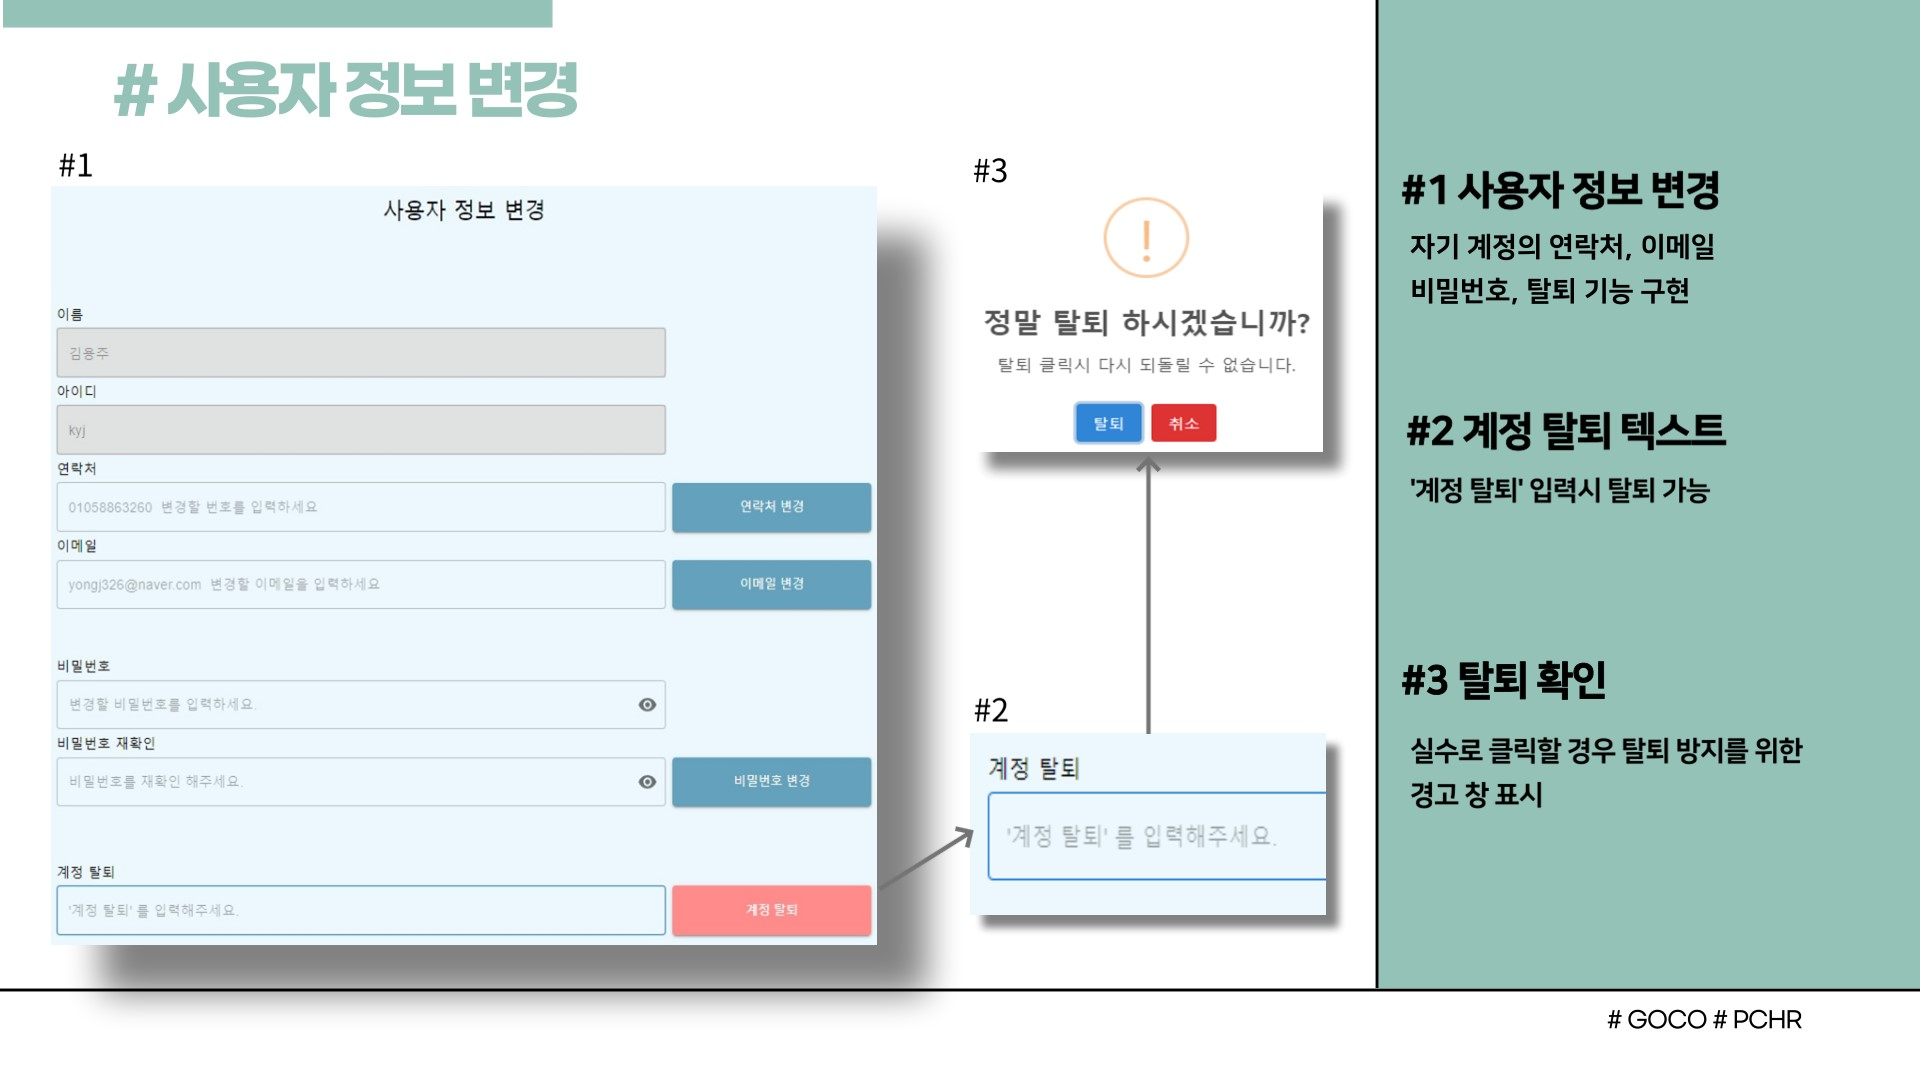 # 사용자 정보 변경
#1
사용자 정보 변경
이름
김용주
아이디
kyj
연락처
01058863260 변경할 번호를 입력하세요
연락처 변경
이메일
yongj326@naver.com 변경할 이메일을 입력하세요
이메일 변경
비밀번호
변경할 비밀번호를 입력하세요.
비밀번호 재확인
비밀번호를 재확인 해주세요.
비밀번호 변경
계정 탈퇴
'계정 탈퇴' 를 입력해주세요.
계정 탈퇴
#3
!
정말 탈퇴 하시겠습니까?
탈퇴 클릭시 다시 되돌릴 수 없습니다.
탈퇴
취소
#2
계정 탈퇴
'계정 탈퇴' 를 입력해주세요.
#1 사용자 정보 변경
자기 계정의 연락처, 이메일
비밀번호, 탈퇴 기능 구현
#2 계정 탈퇴 텍스트
'계정 탈퇴' 입력시 탈퇴 가능
#3 탈퇴 확인
실수로 클릭할 경우 탈퇴 방지를 위한
경고 창 표시
# GOCO # PCHR